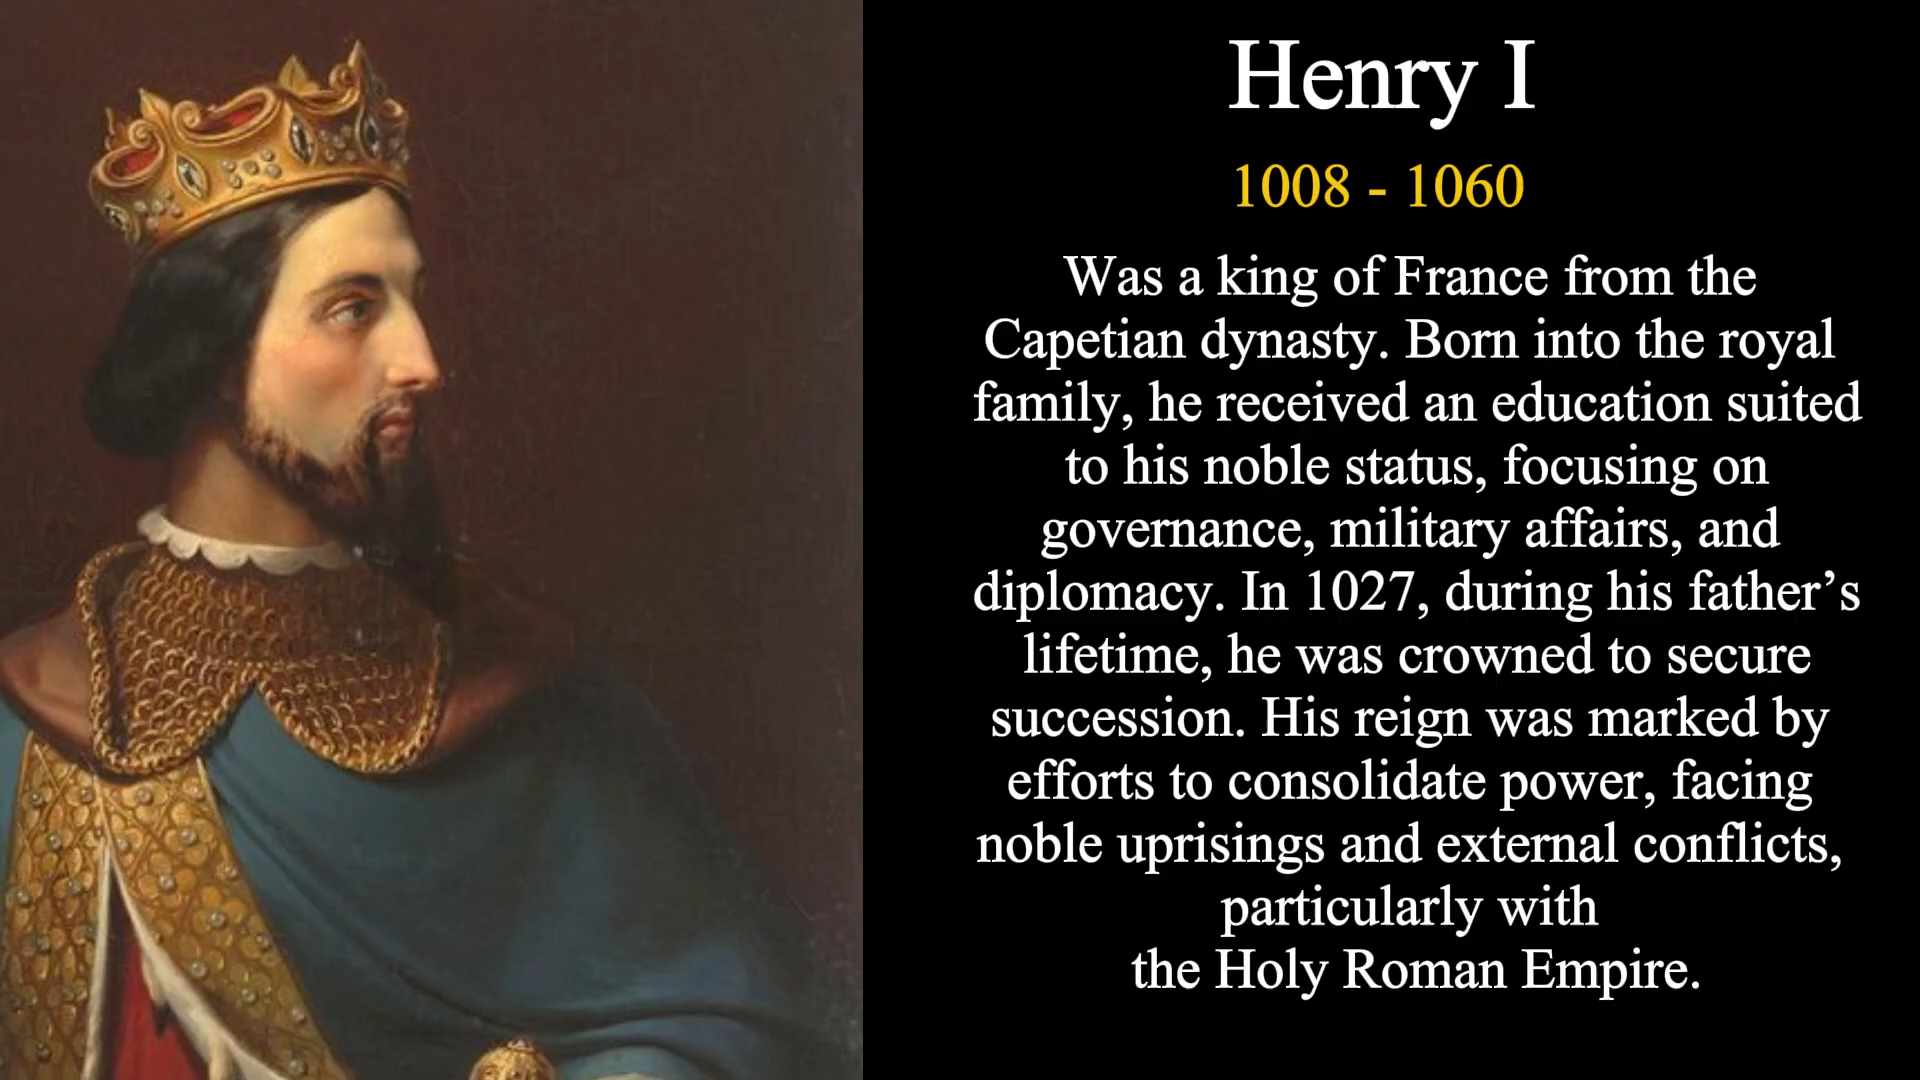 Henry I
1008 - 1060
Was a king of France from the
Capetian dynasty. Born into the royal
family, he received an education suited
to his noble status, focusing on
governance, military affairs, and
diplomacy. In 1027, during his father’s
lifetime, he was crowned to secure
succession. His reign was marked by
efforts to consolidate power, facing
noble uprisings and external conflicts,
particularly with
the Holy Roman Empire.